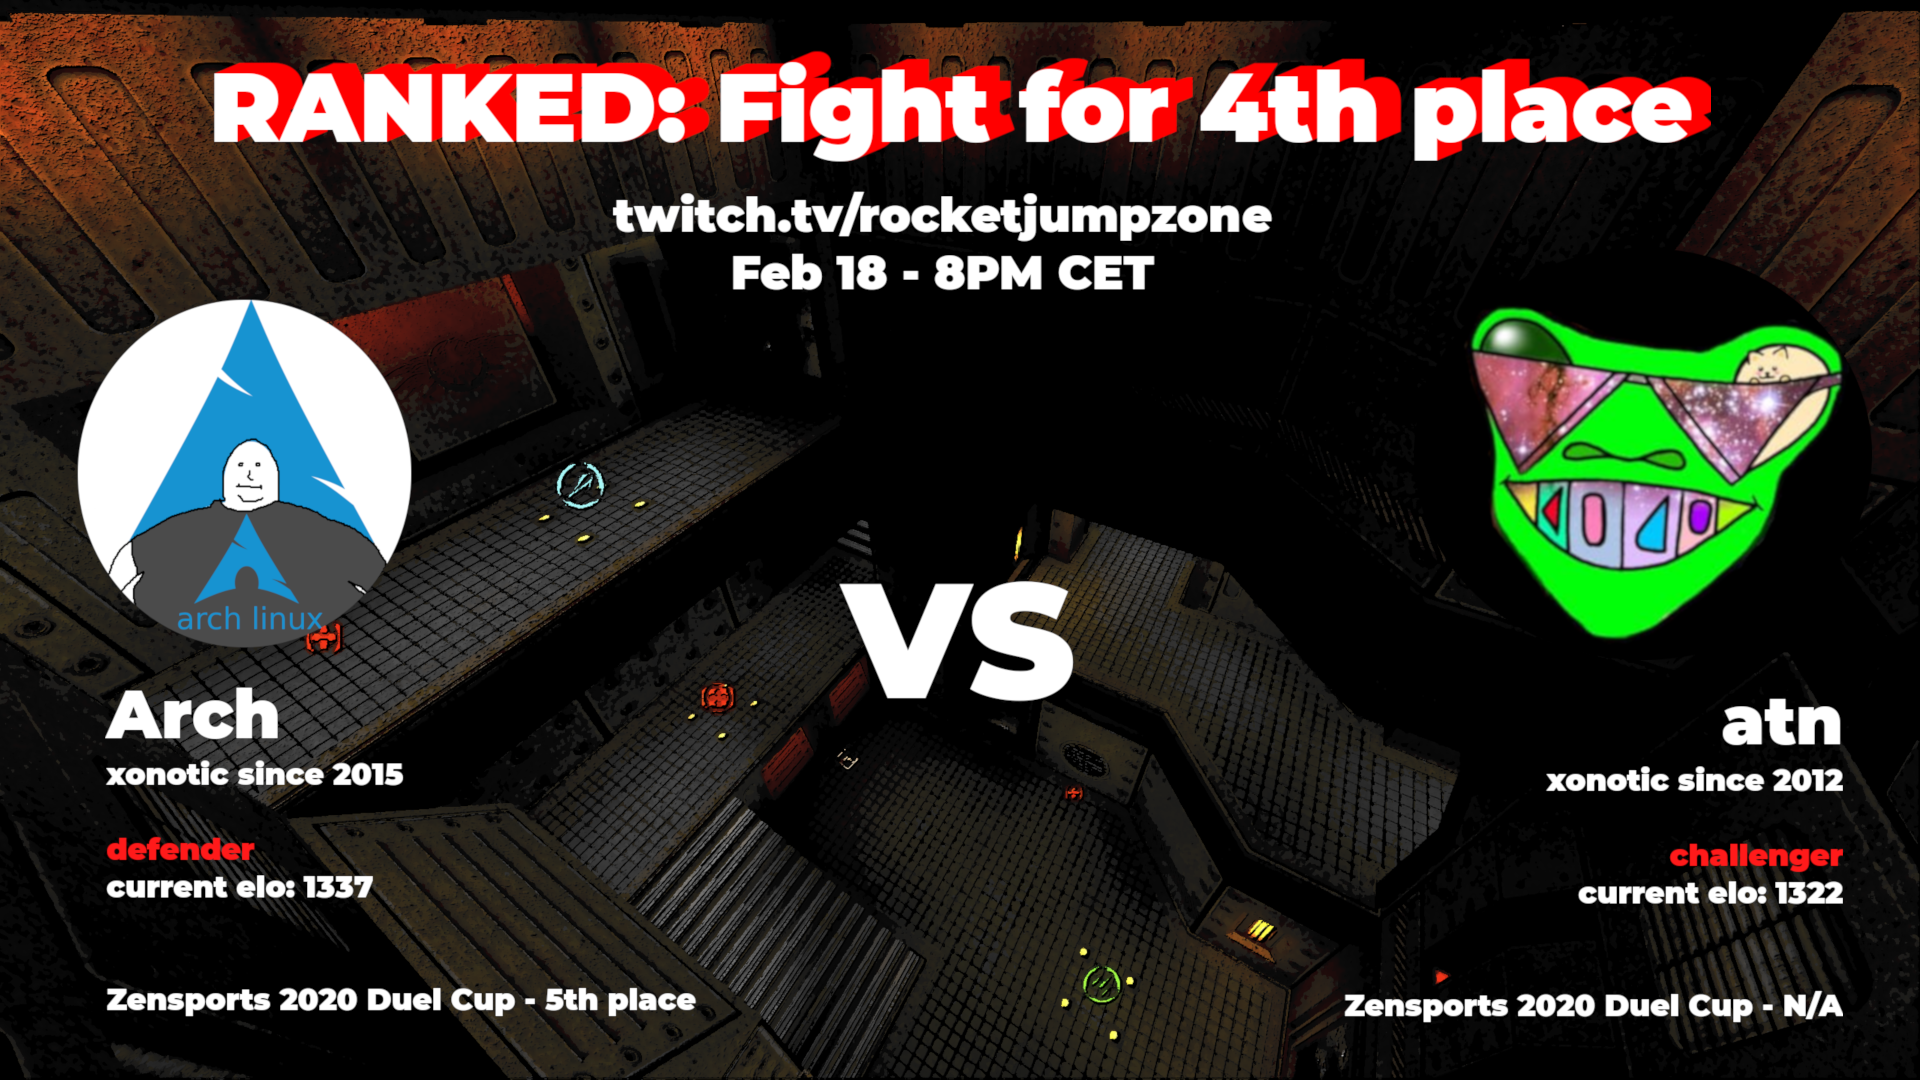 RANKED: Fight for 4th place
twitch.tv/rocketjumpzone
Feb 18 - 8PM CET
arch linux
VS
Arch
xonotic since 2015
defender
current elo: 1337
Zensports 2020 Duel Cup - 5th place
atn
xonotic since 2012
challenger
current elo: 1322
Zensports 2020 Duel Cup - N/A